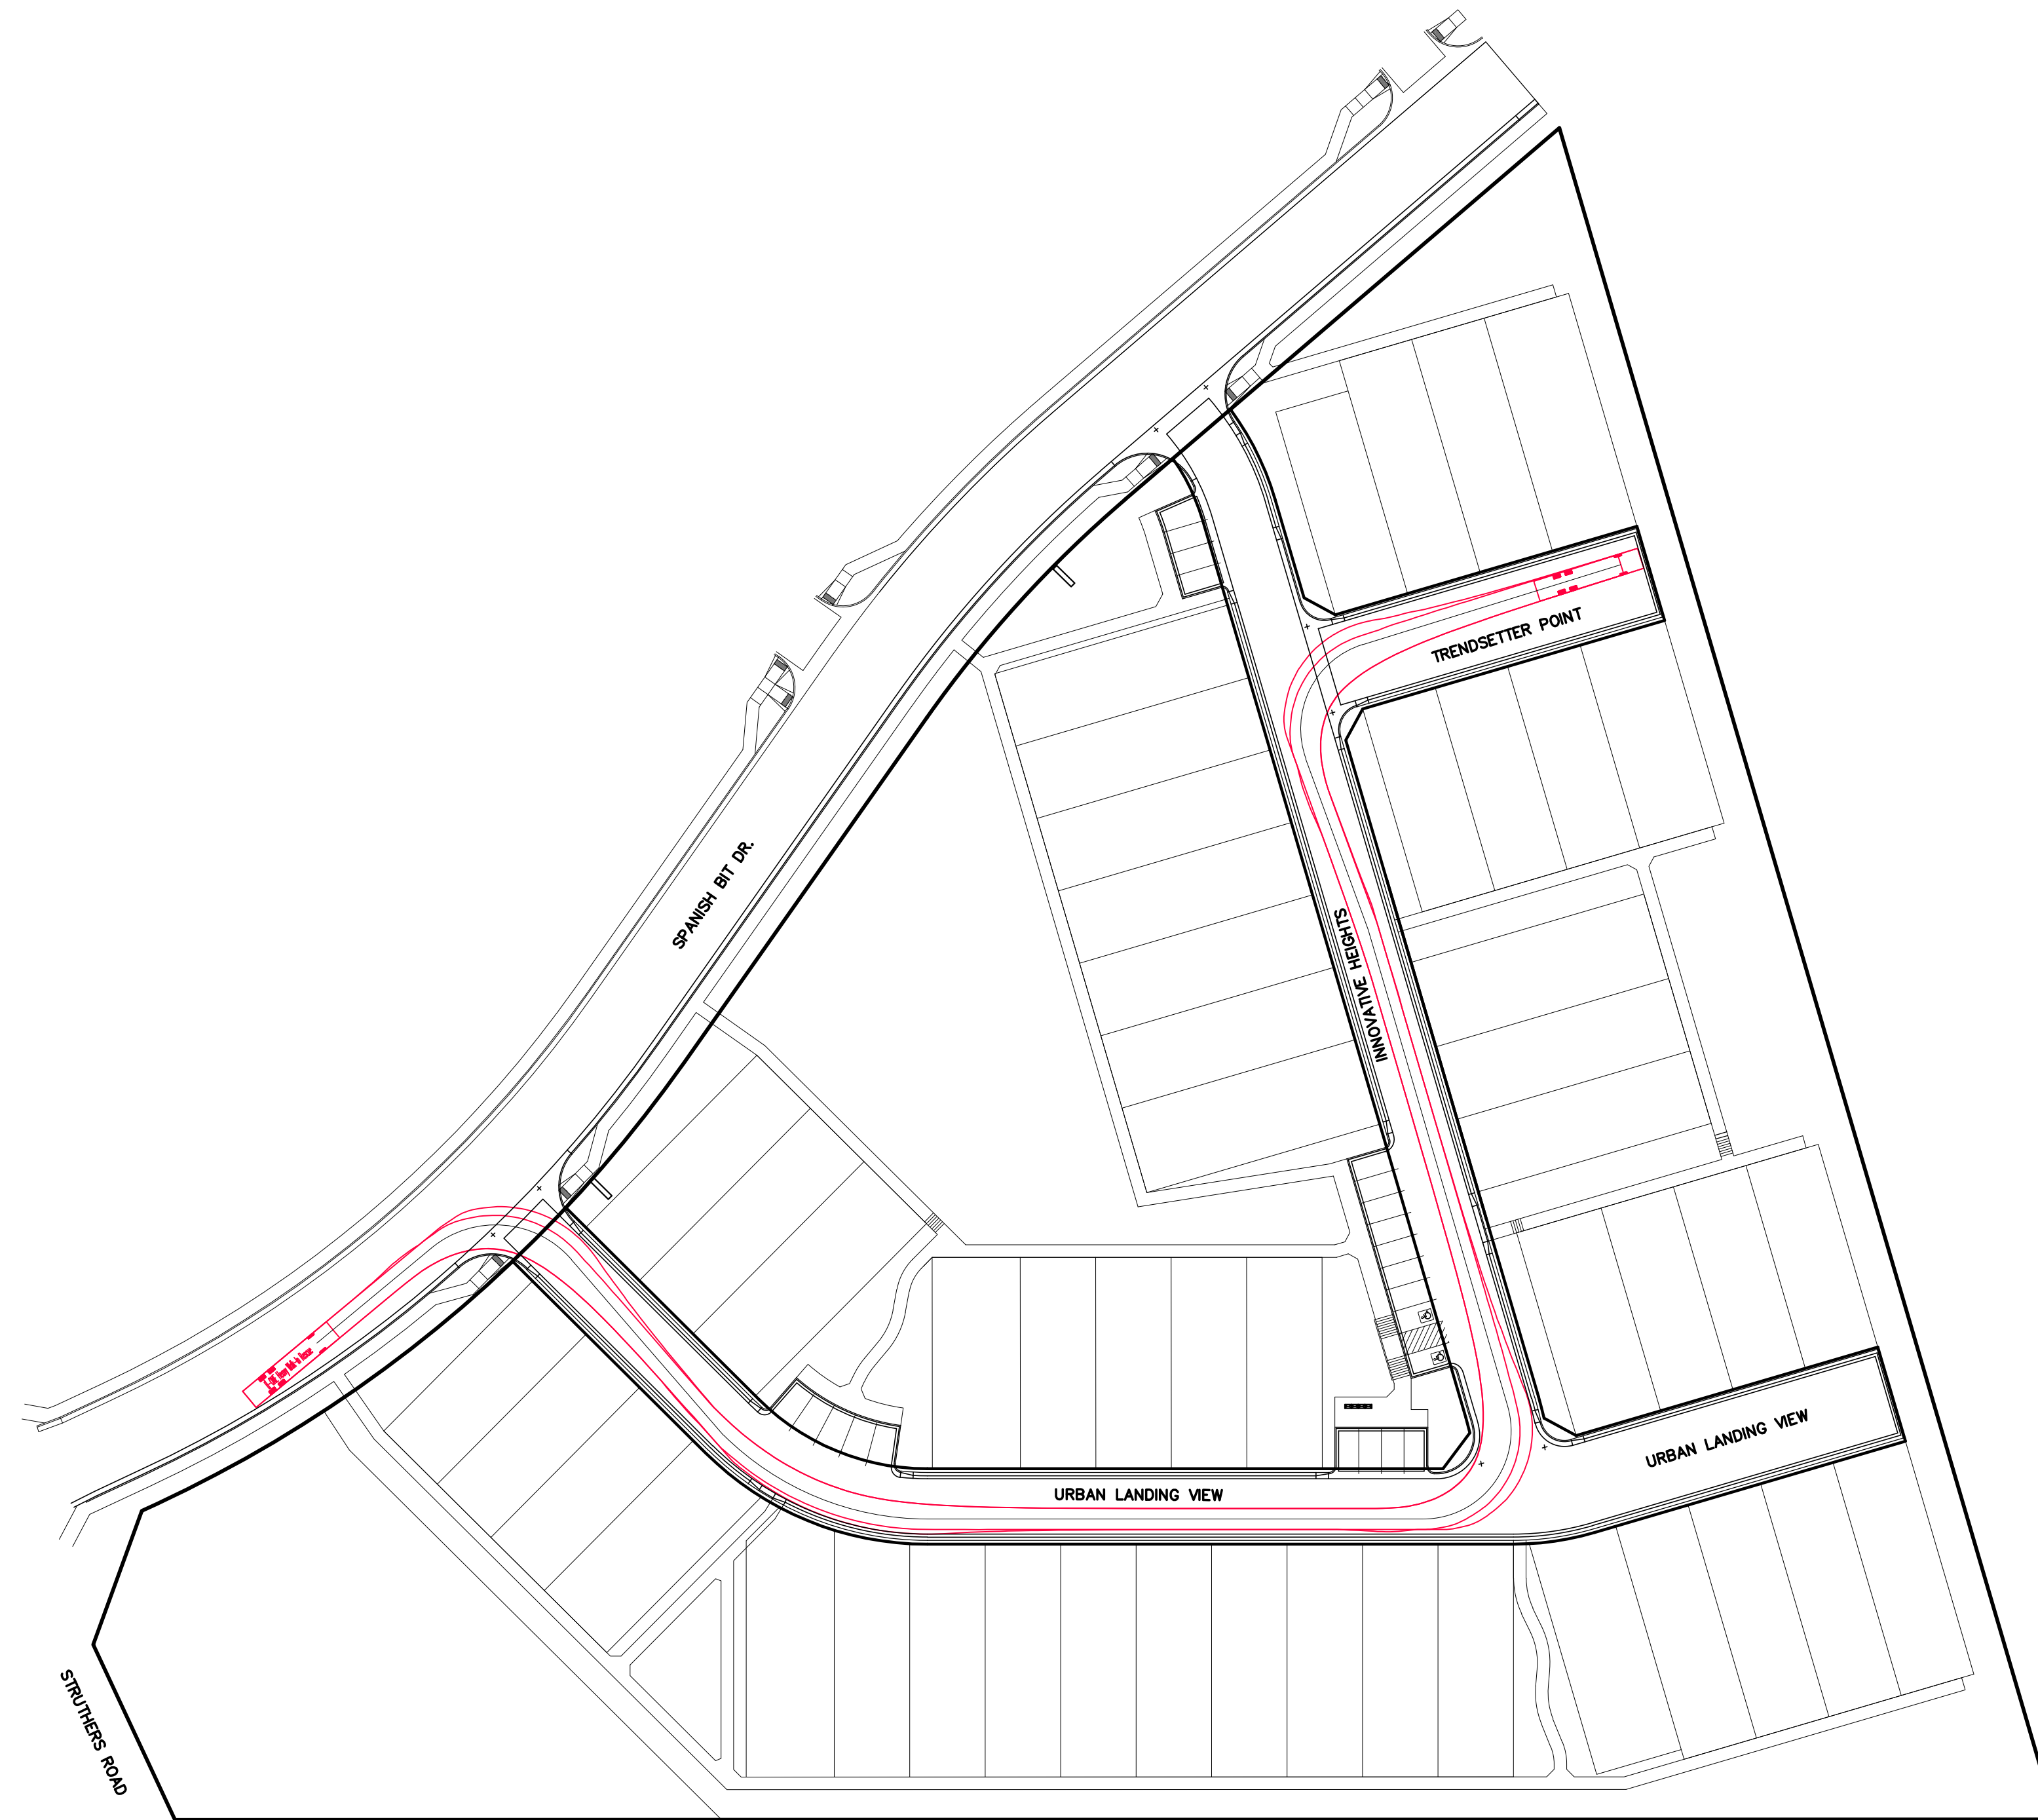 TRENDSETTER POINT
SPANISH BIT DR.
INNOVATIVE HEIGHTS
URBAN LANDING VIEW
URBAN LANDING VIEW
STRUTHERS ROAD